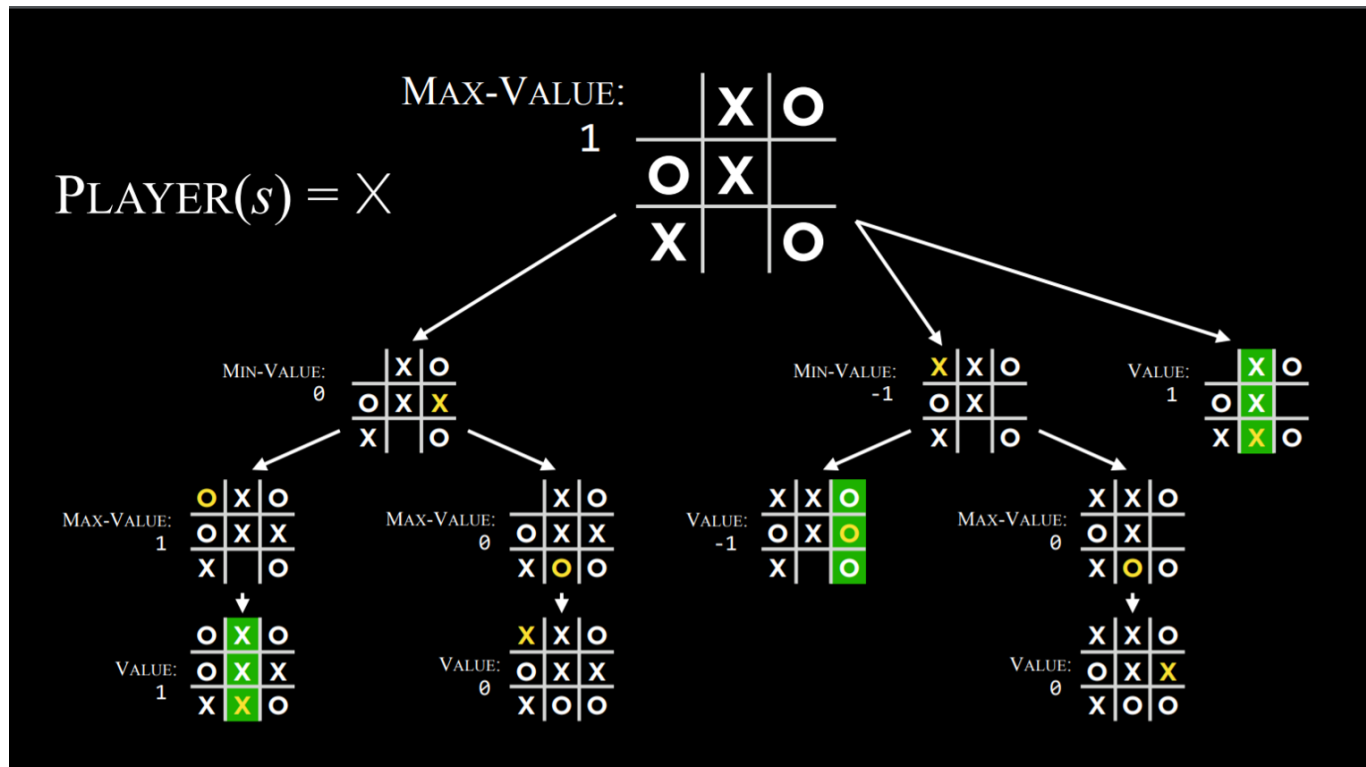 MAX-VALUE:
1
X O
O X
X O
PLAYER(s) = X
MIN-VALUE:
0
X O
O X X
X O
MIN-VALUE:
-1
X X O
O X
X O
VALUE:
1
X O
O X
X X O
MAX-VALUE:
1
O X O
O X X
X O
MAX-VALUE:
0
X O
O X X
X O O
VALUE:
-1
X X O
O X O
X O
MAX-VALUE:
0
X X O
O X
X O O
VALUE:
1
O X O
O X X
X X O
VALUE:
0
X X O
O X X
X O O
VALUE:
0
X X O
O X X
X O O